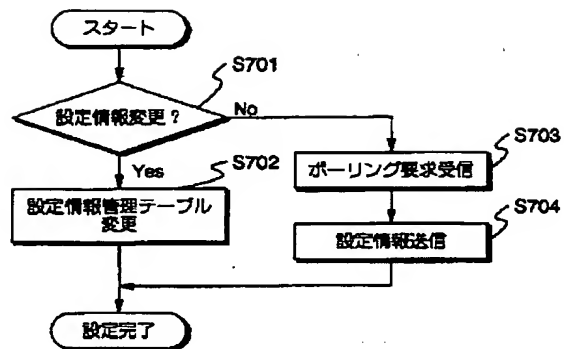 スタート
S701
設定情報変更？
No
Yes
S702
設定情報管理テーブル
変更
S703
ポーリング要求受信
S704
設定情報送信
設定完了